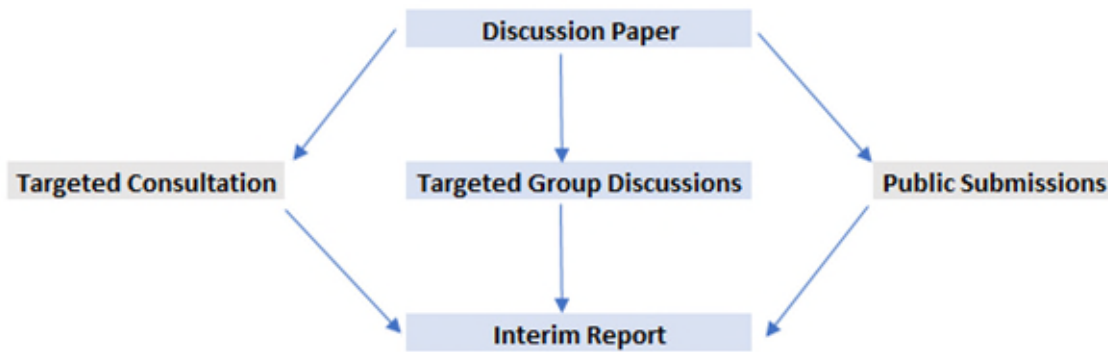 Discussion Paper
Targeted Consultation
Targeted Group Discussions
Public Submissions
Interim Report